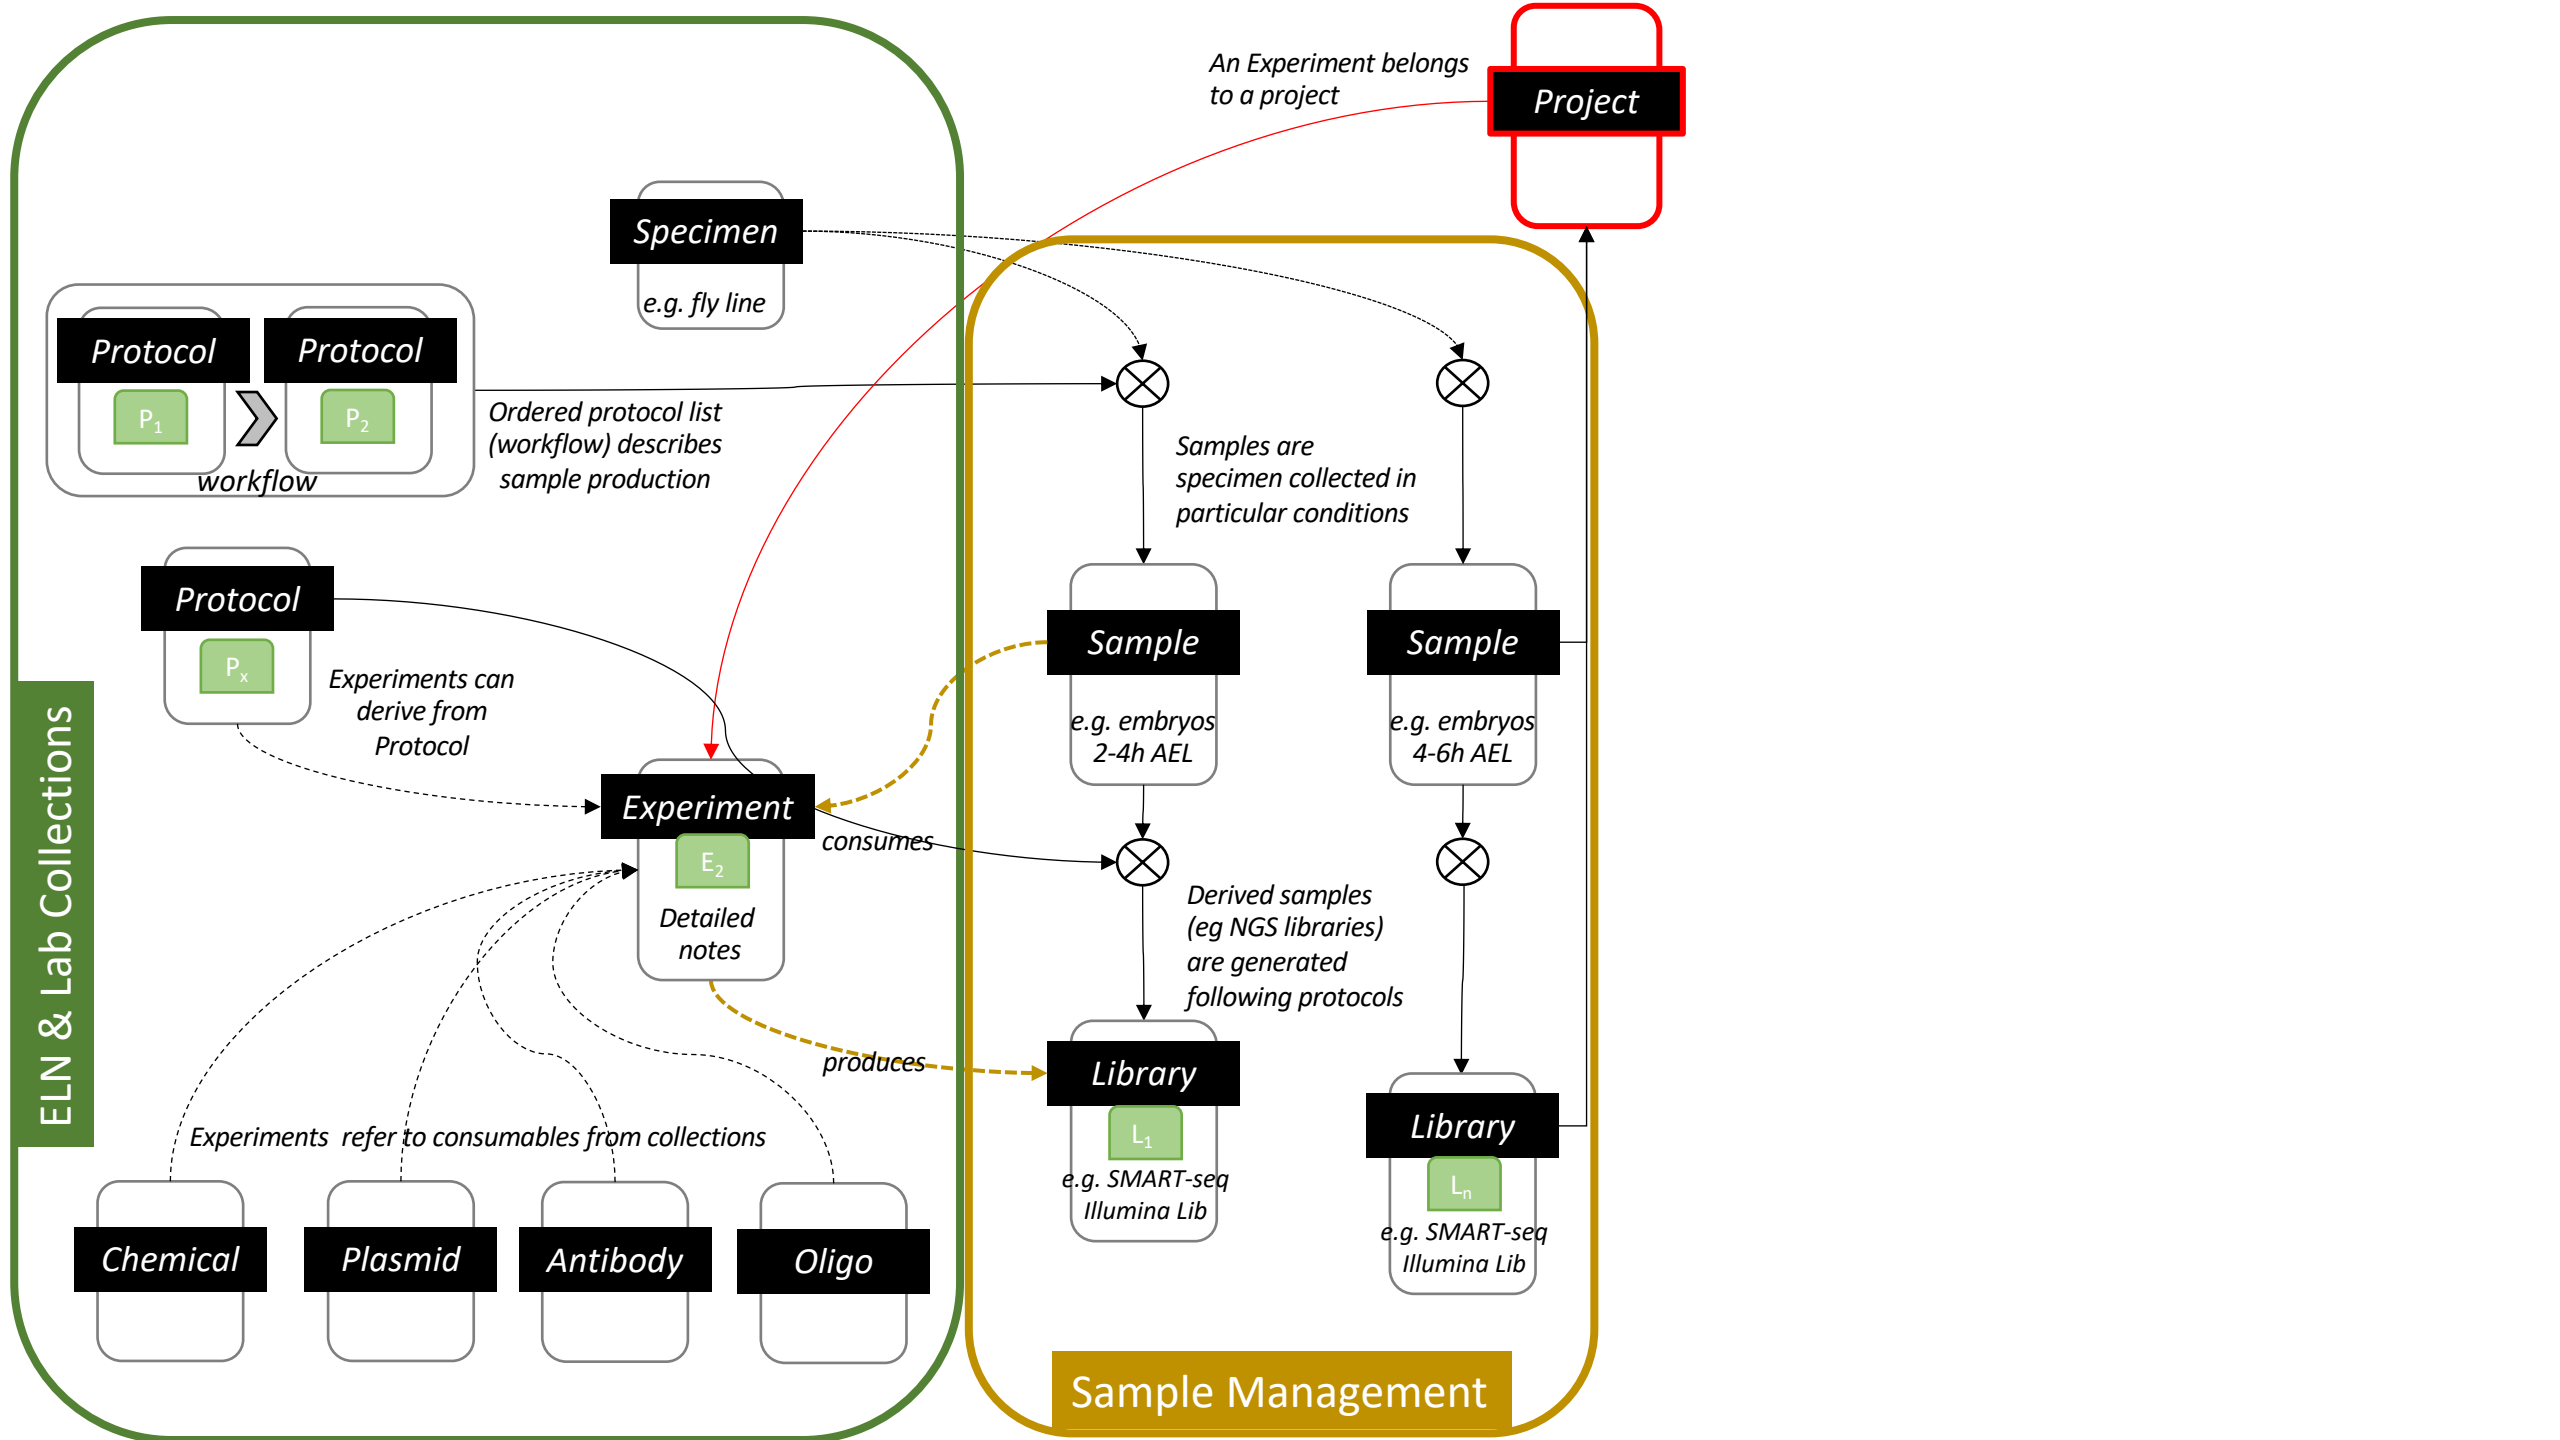 An Experiment belongs
to a project
Project
Specimen
e.g. fly line
Protocol
Protocol
P1
P2
workflow
Ordered protocol list
(workflow) describes
sample production
Samples are
specimen collected in
particular conditions
Protocol
Px
Experiments can
derive from
Protocol
Sample
e.g. embryos
2-4h AEL
Sample
e.g. embryos
4-6h AEL
Experiment
E2
Detailed
notes
consumes
produces
Derived samples
(eg NGS libraries)
are generated
following protocols
Library
L1
e.g. SMART-seq
Illumina Lib
Library
Ln
e.g. SMART-seq
Illumina Lib
Experiments  refer to consumables from collections
Chemical
Plasmid
Antibody
Oligo
ELN & Lab Collections
Sample Management